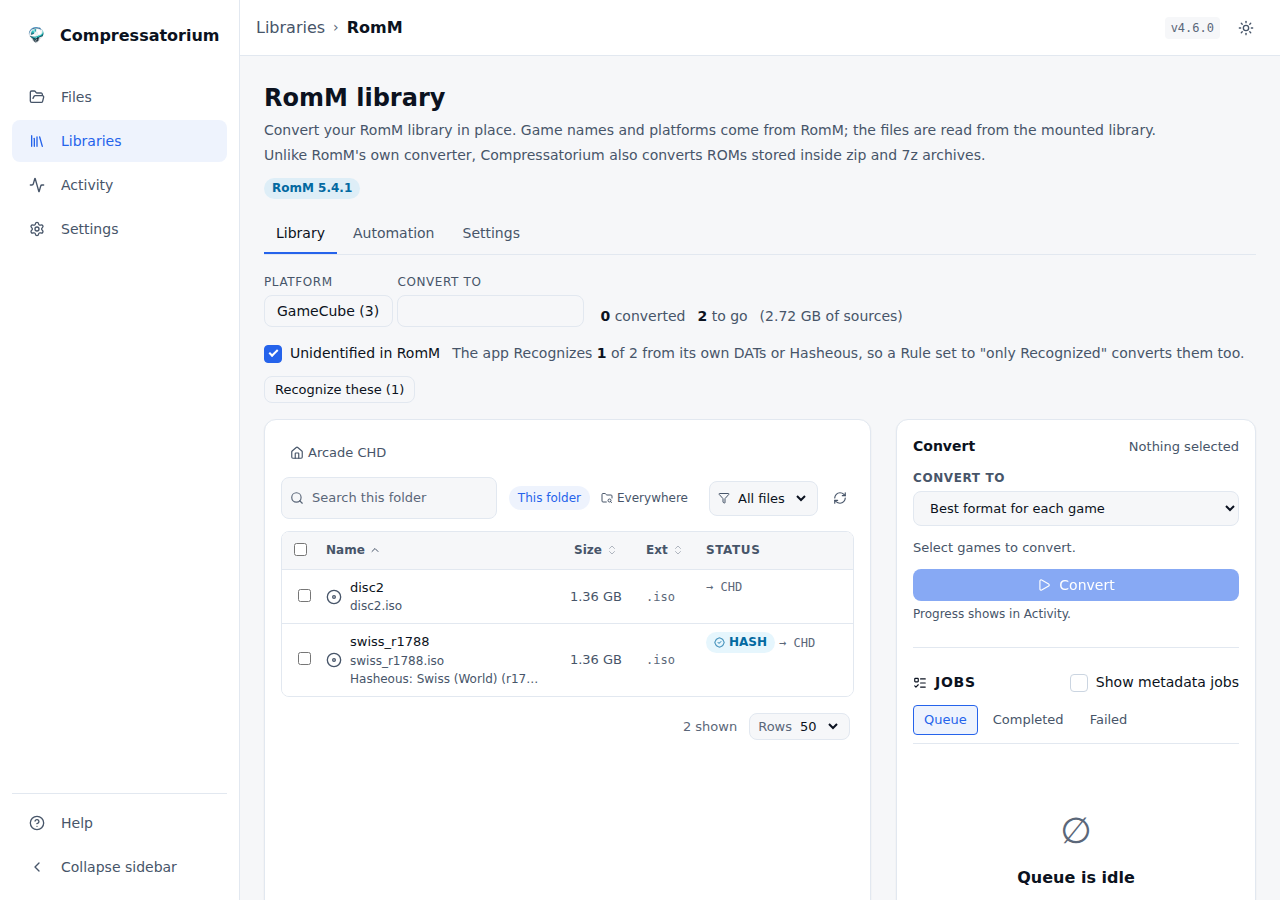 Compressatorium
Files
Libraries
Activity
Settings
Help
Collapse sidebar
Libraries › RomM
v4.6.0
RomM library
Convert your RomM library in place. Game names and platforms come from RomM; the files are read from the mounted library.
Unlike RomM's own converter, Compressatorium also converts ROMs stored inside zip and 7z archives.
RomM 5.4.1
Library Automation Settings
PLATFORM CONVERT TO
GameCube (3) 0 converted 2 to go (2.72 GB of sources)
Unidentified in RomM The app Recognizes 1 of 2 from its own DATs or Hasheous, so a Rule set to "only Recognized" converts them too.
Recognize these (1)
Arcade CHD
Search this folder This folder Everywhere All files
Name Size Ext STATUS
disc2
disc2.iso
1.36 GB .iso → CHD
swiss_r1788
swiss_r1788.iso
Hasheous: Swiss (World) (r17…
1.36 GB .iso HASH → CHD
2 shown Rows 50
Convert Nothing selected
CONVERT TO
Best format for each game
Select games to convert.
Convert
Progress shows in Activity.
JOBS Show metadata jobs
Queue Completed Failed
Queue is idle